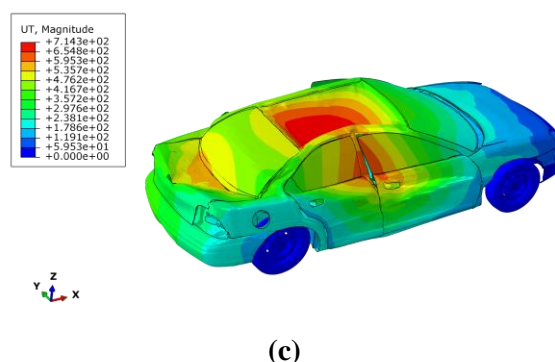 UT, Magnitude
+7.143e+02
+6.548e+02
+5.953e+02
+5.357e+02
+4.762e+02
+4.167e+02
+3.572e+02
+2.976e+02
+2.381e+02
+1.786e+02
+1.191e+02
+5.953e+01
+0.000e+00
Z
Y
X
(c)